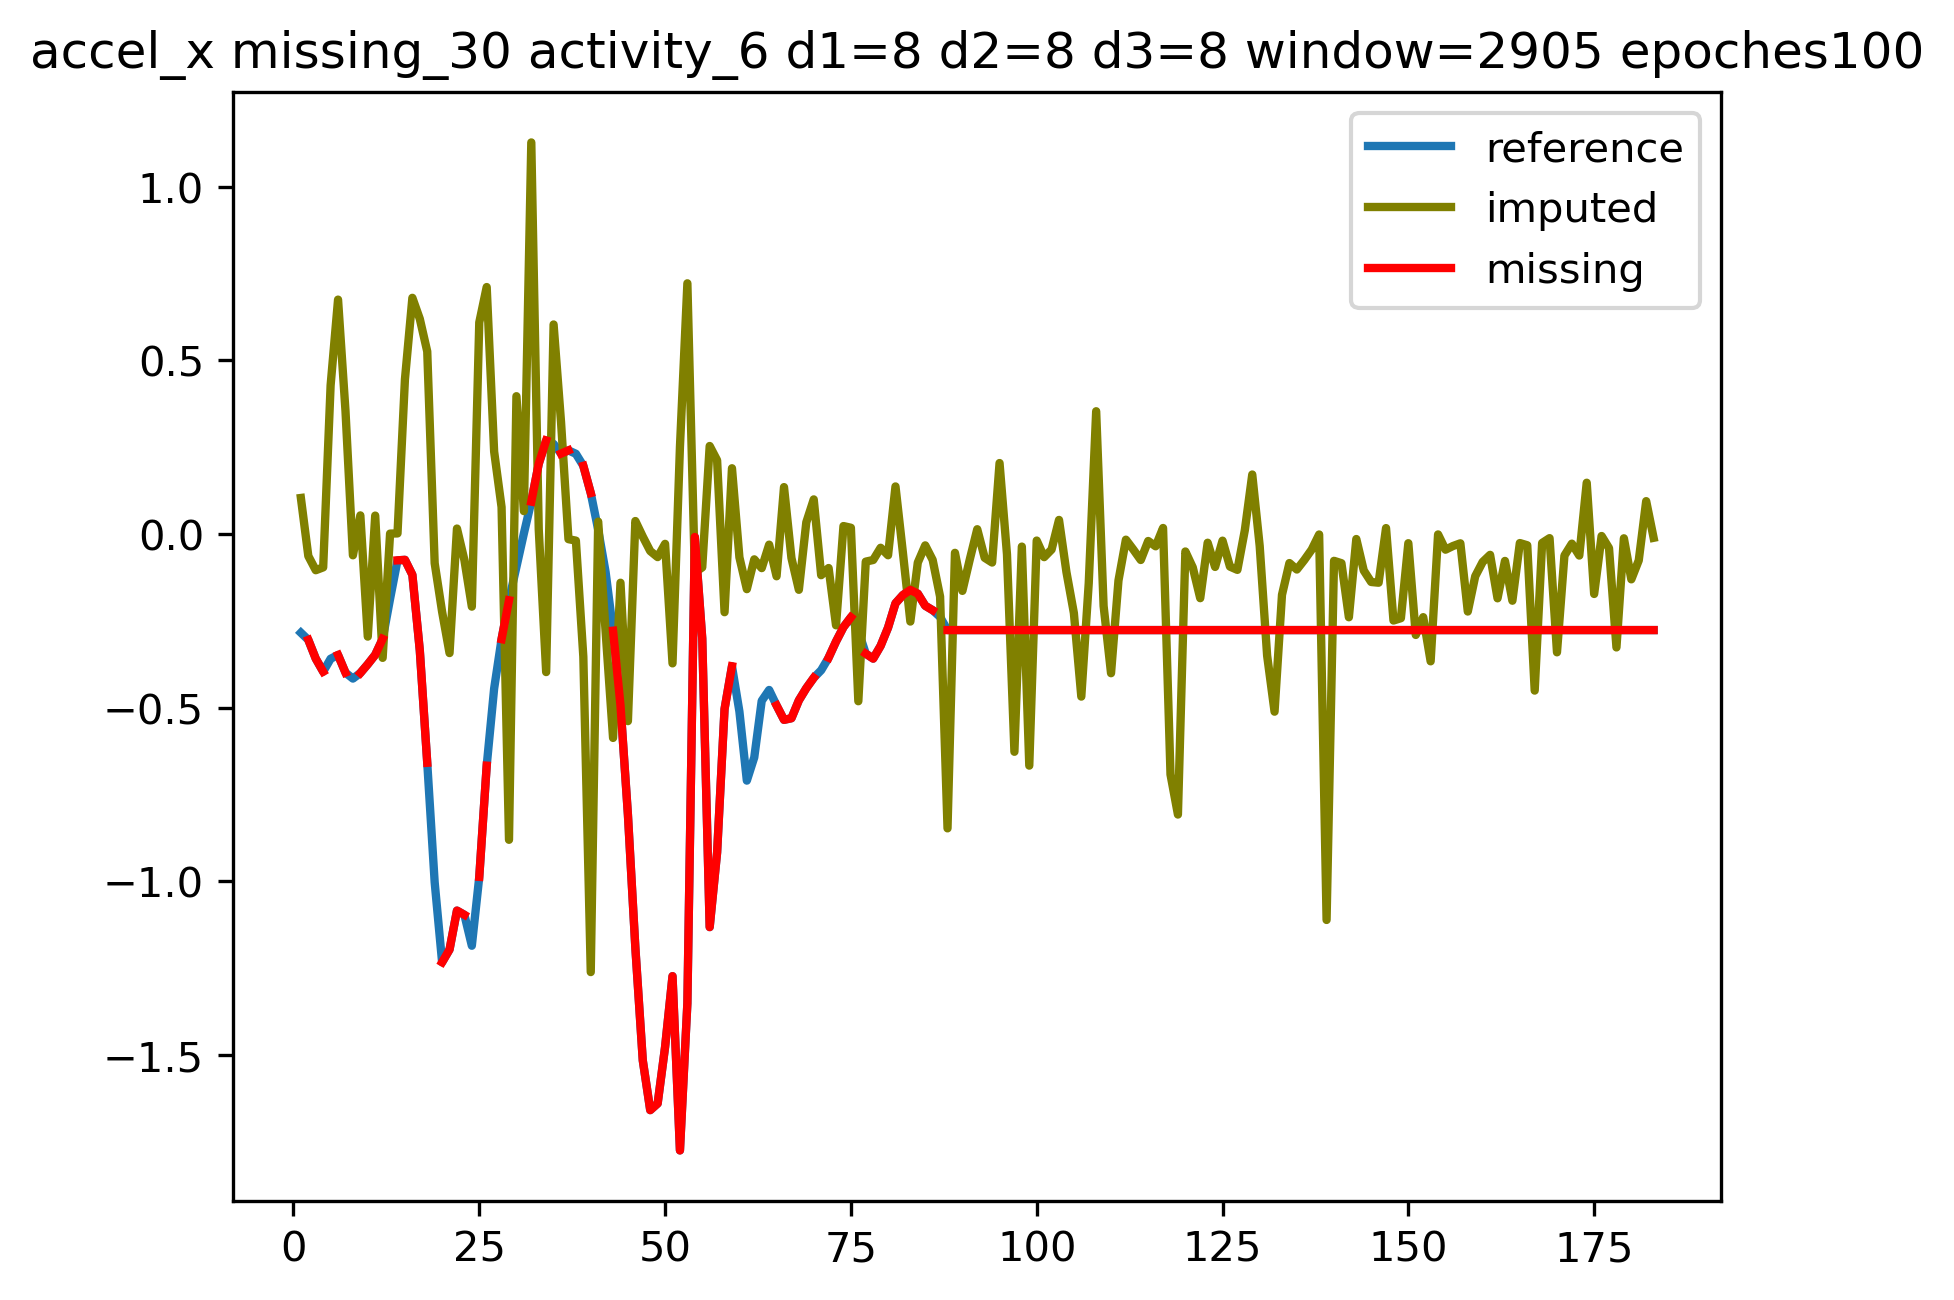 accel_x missing_30 activity_6 d1=8 d2=8 d3=8 window=2905 epoches100
reference
imputed
missing
1.0
0.5
0.0
−0.5
−1.0
−1.5
0 25 50 75 100 125 150 175